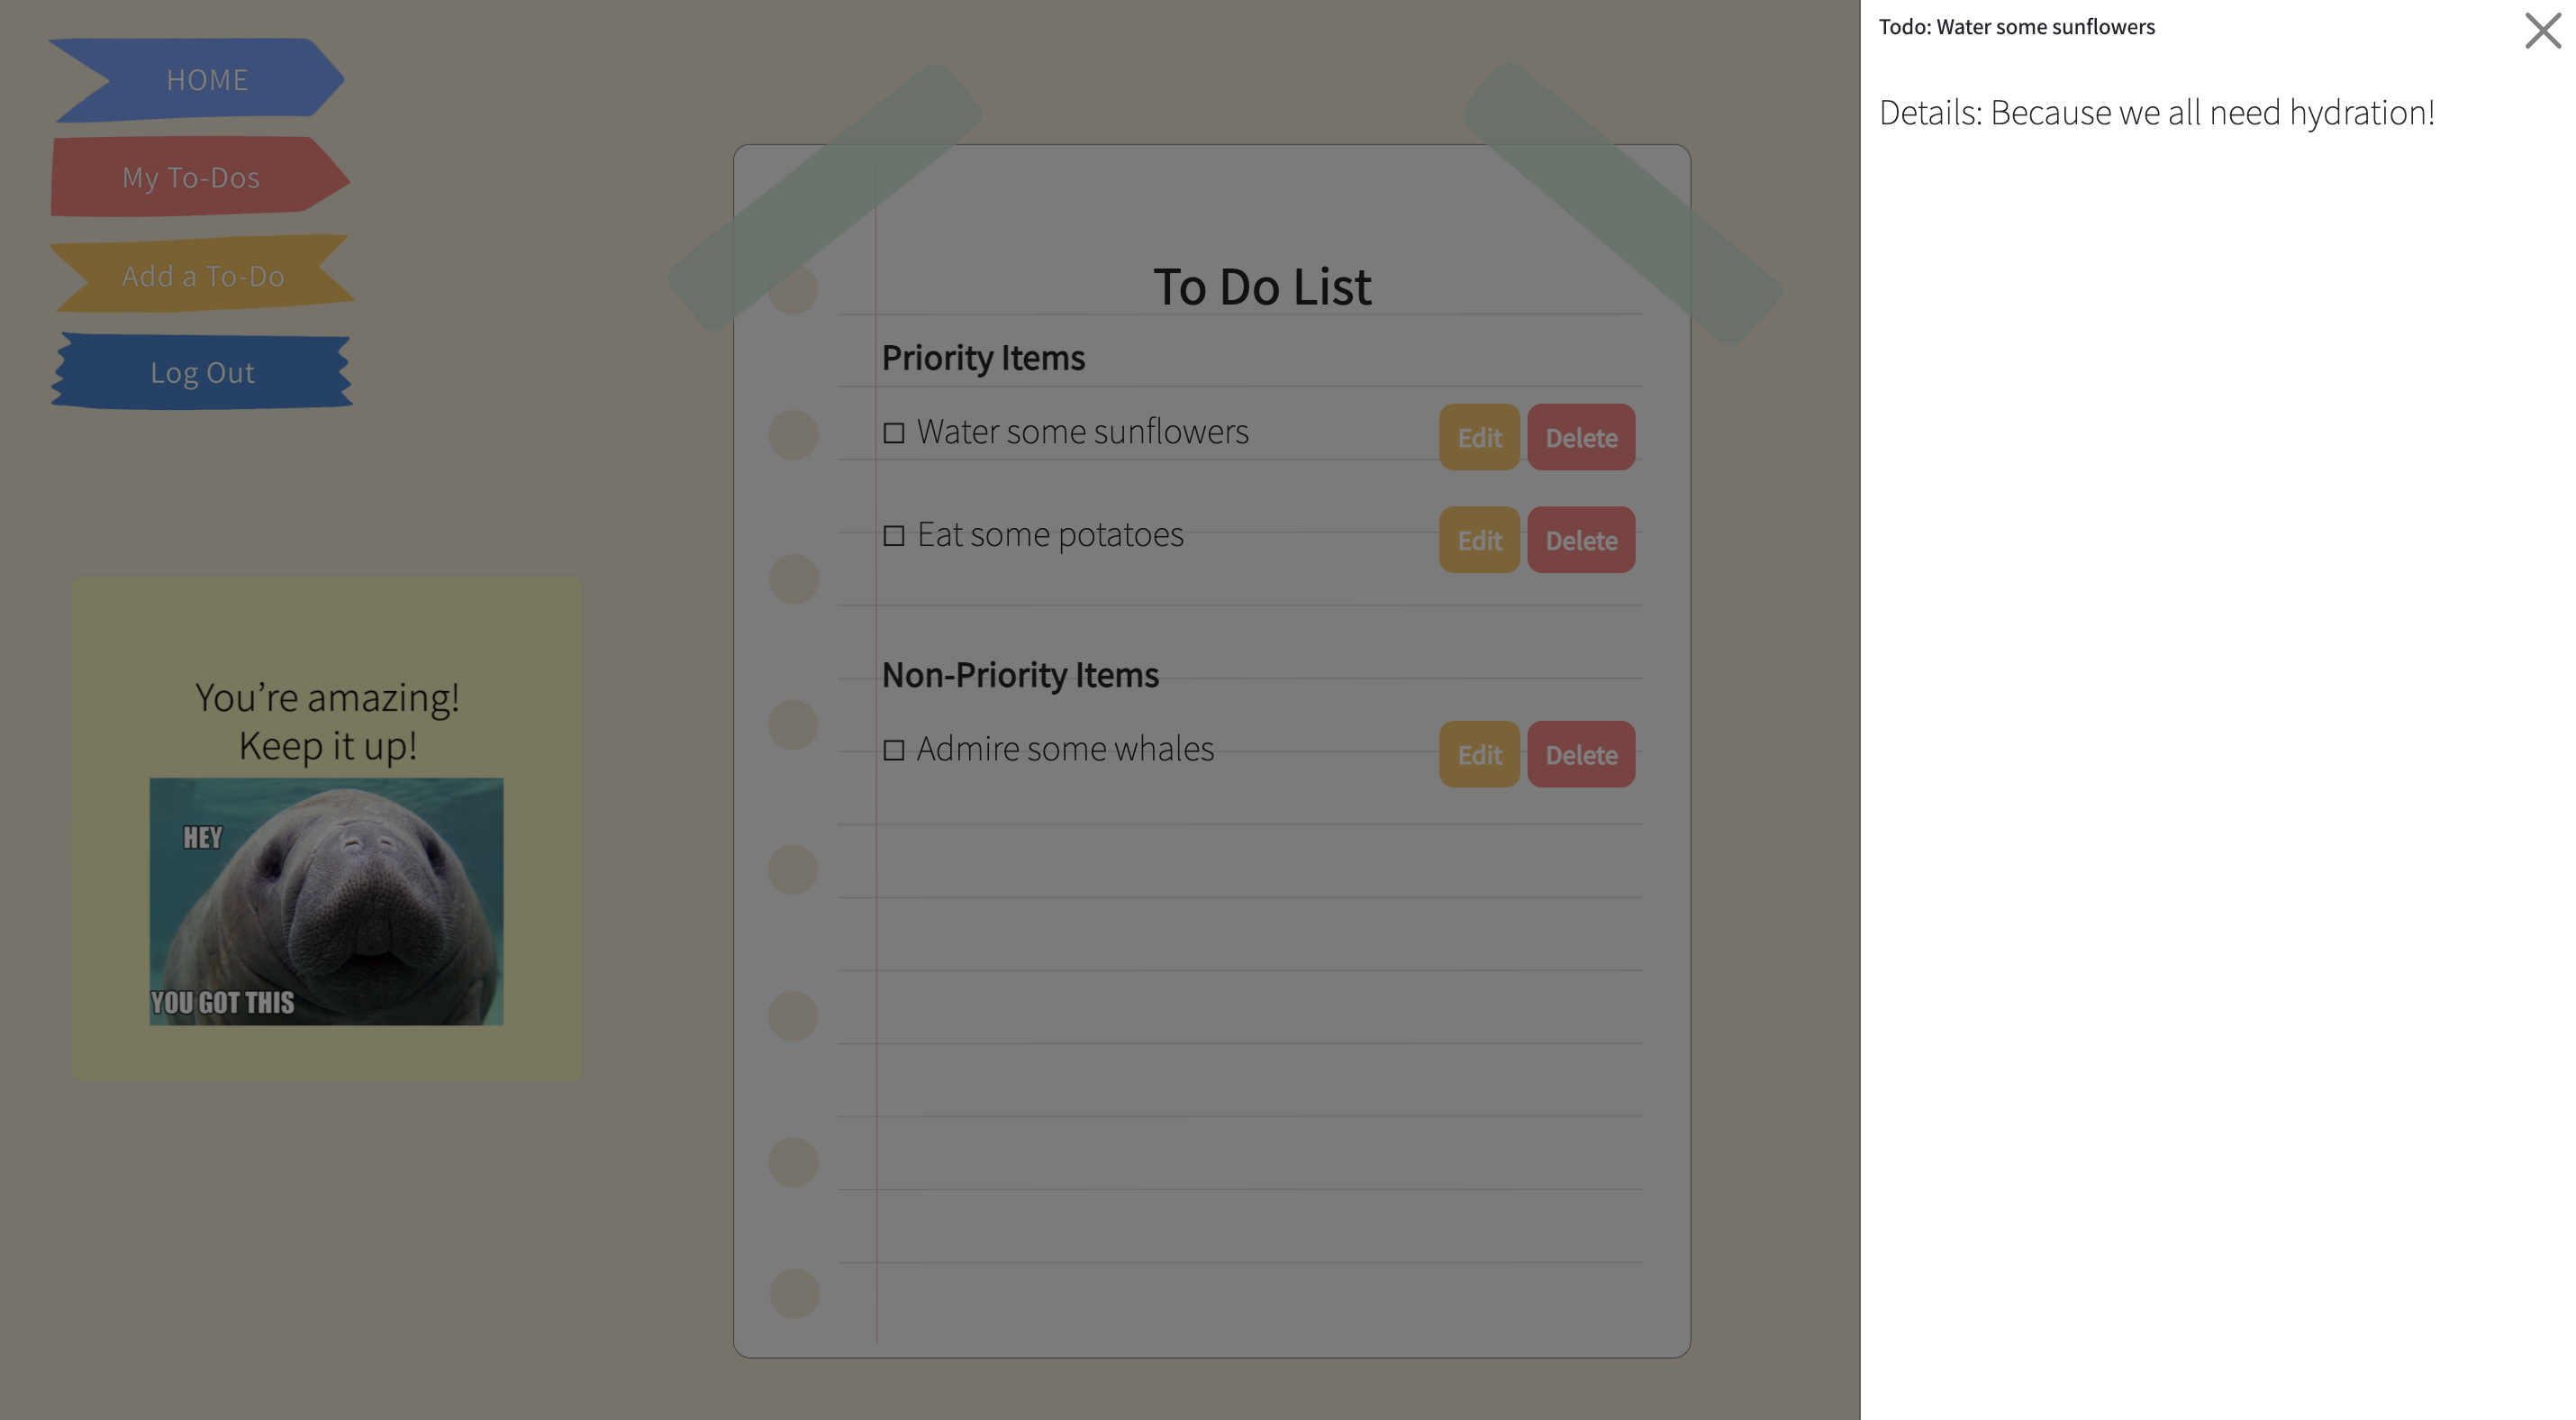 HOME
My To-Dos
Add a To-Do
Log Out
You’re amazing!
Keep it up!
HEY
YOU GOT THIS
To Do List
Priority Items
Water some sunflowers
Edit
Delete
Eat some potatoes
Edit
Delete
Non-Priority Items
Admire some whales
Edit
Delete
Todo: Water some sunflowers
Details: Because we all need hydration!